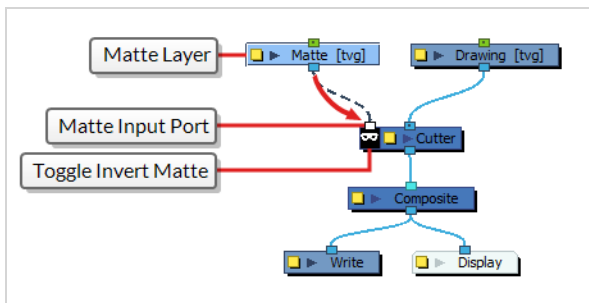 Matte Layer
Matte [tvg]
Drawing [tvg]
Matte Input Port
Cutter
Toggle Invert Matte
Composite
Write
Display